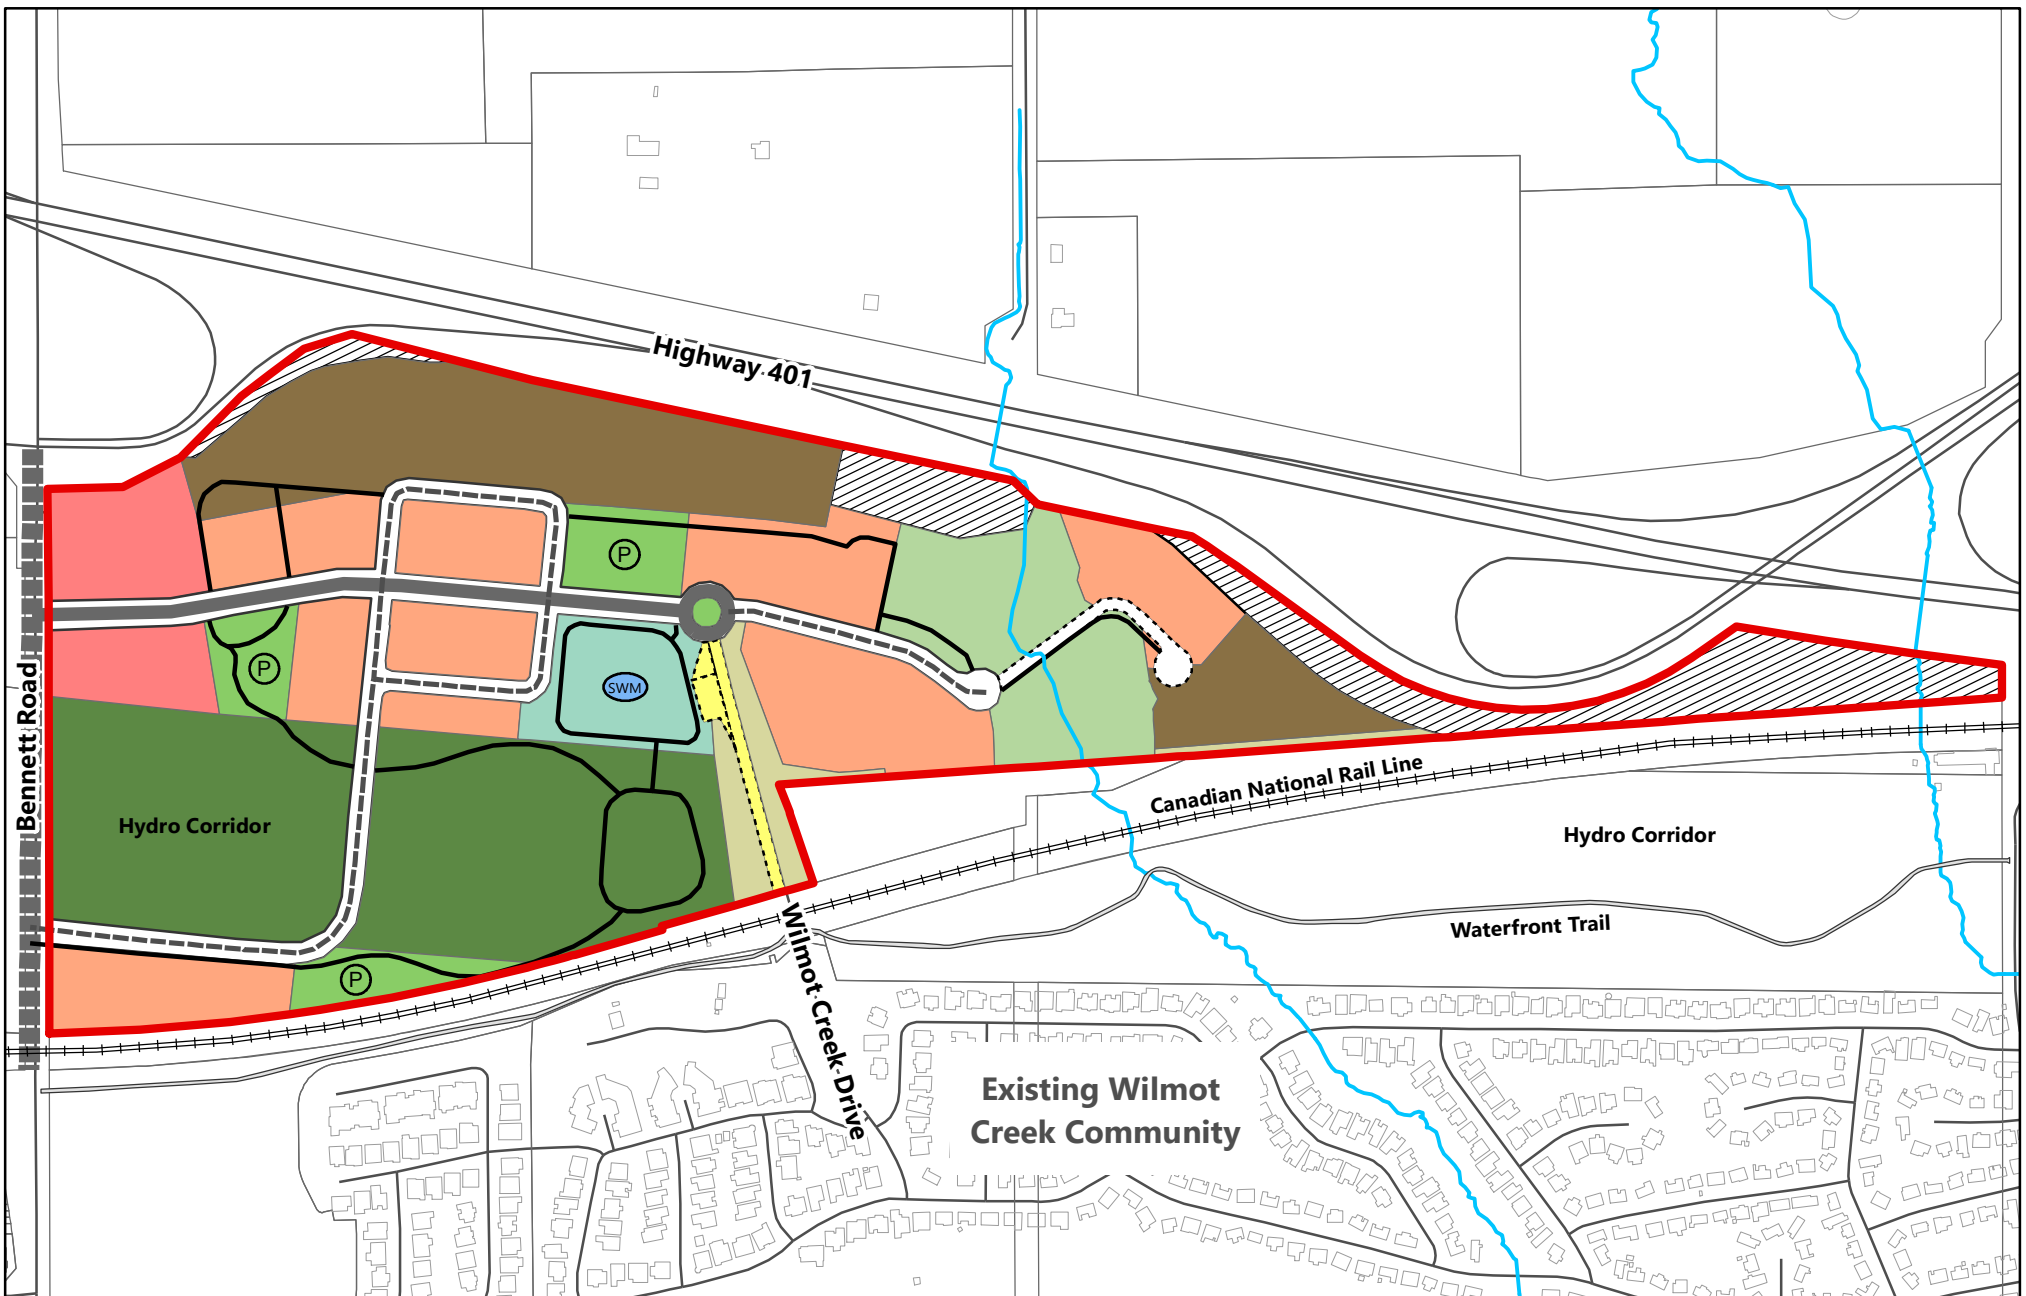 Highway 401
P
P
SWM
Bennett Road
Canadian National Rail Line
Hydro Corridor
Hydro Corridor
Waterfront Trail
P
Wilmot Creek Drive
Existing Wilmot
Creek Community